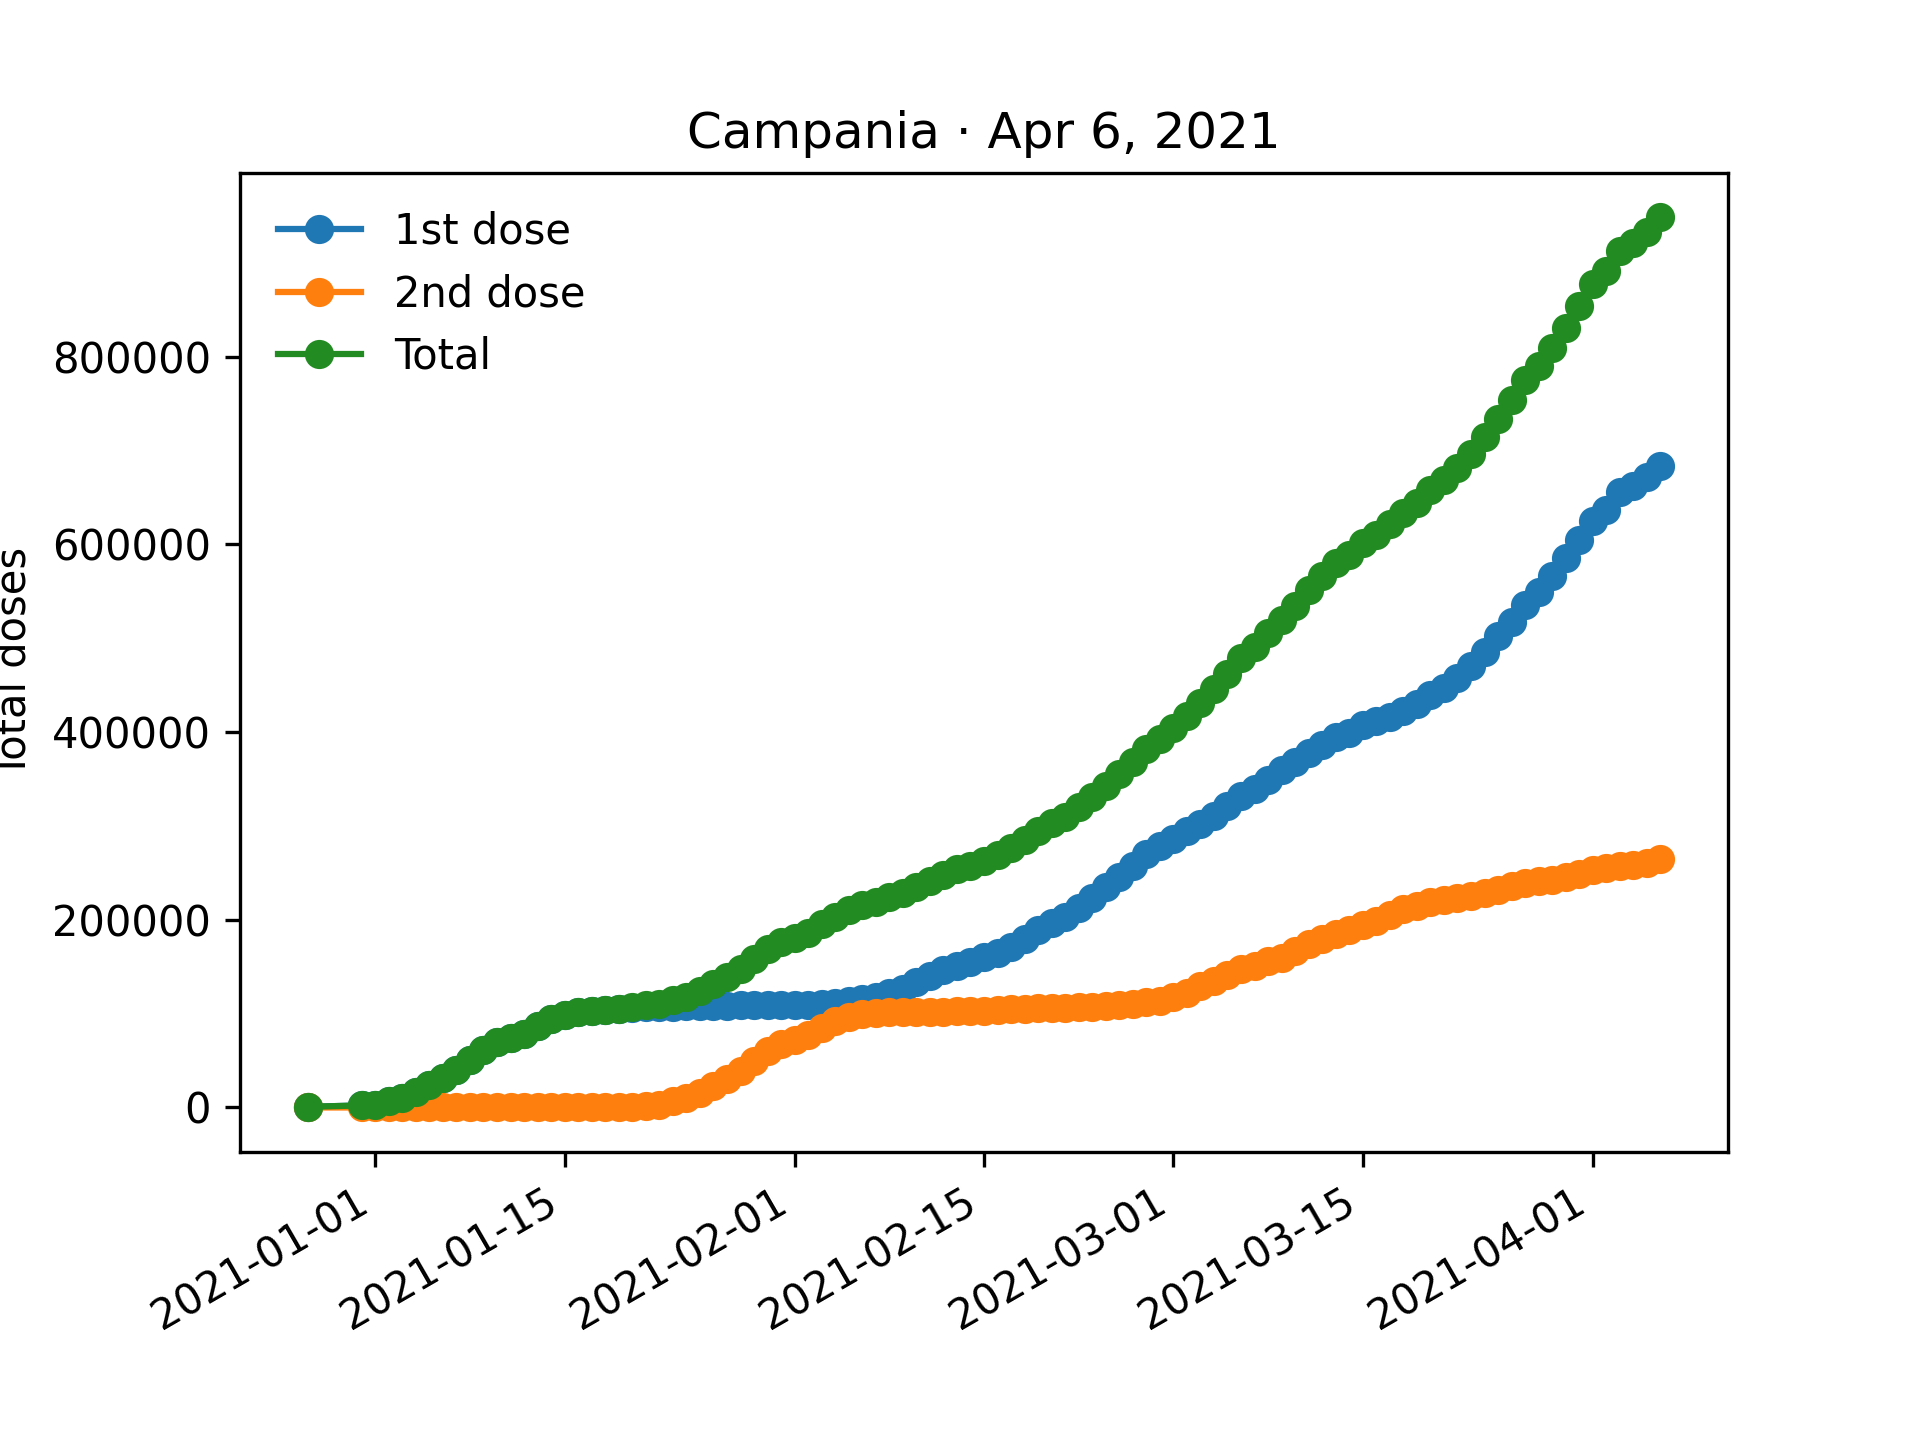 Campania · Apr 6, 2021
1st dose
2nd dose
Total
800000
600000
400000
200000
0
Total doses
2021-01-01
2021-01-15
2021-02-01
2021-02-15
2021-03-01
2021-03-15
2021-04-01